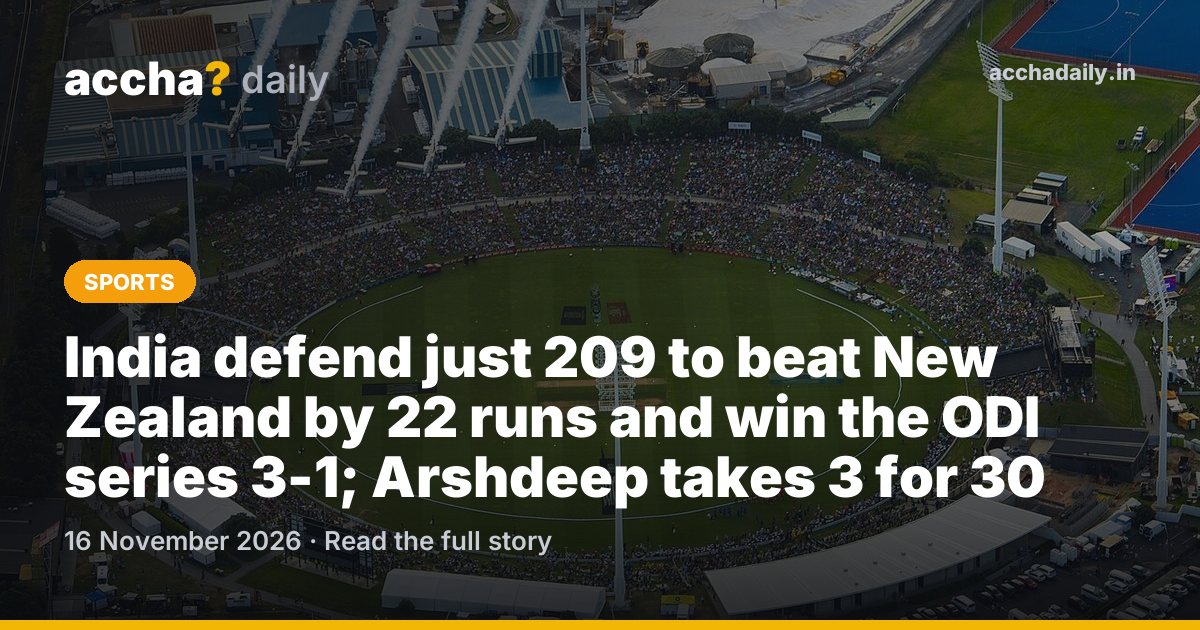 accha? daily
acchadaily.in
SPORTS
India defend just 209 to beat New
Zealand by 22 runs and win the ODI
series 3-1; Arshdeep takes 3 for 30
16 November 2026 · Read the full story